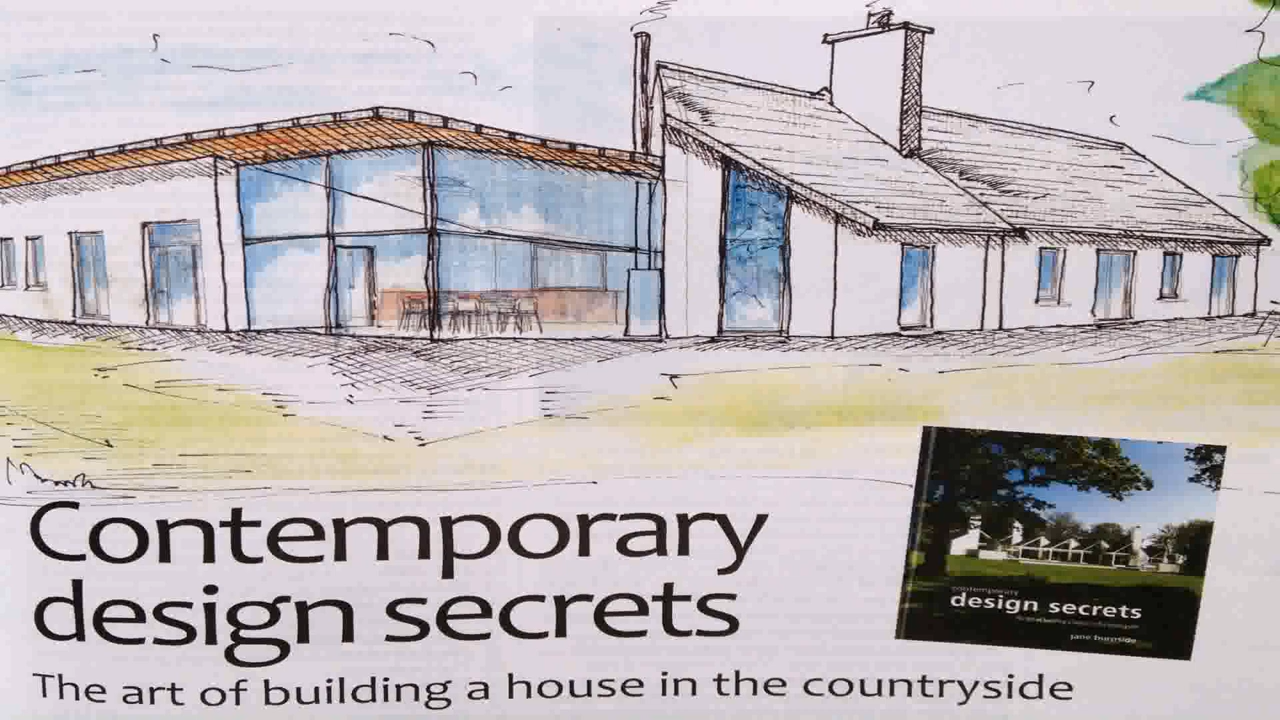 Contemporary
design secrets
The art of building a house in the countryside
contemporary
design secrets
jane burnside